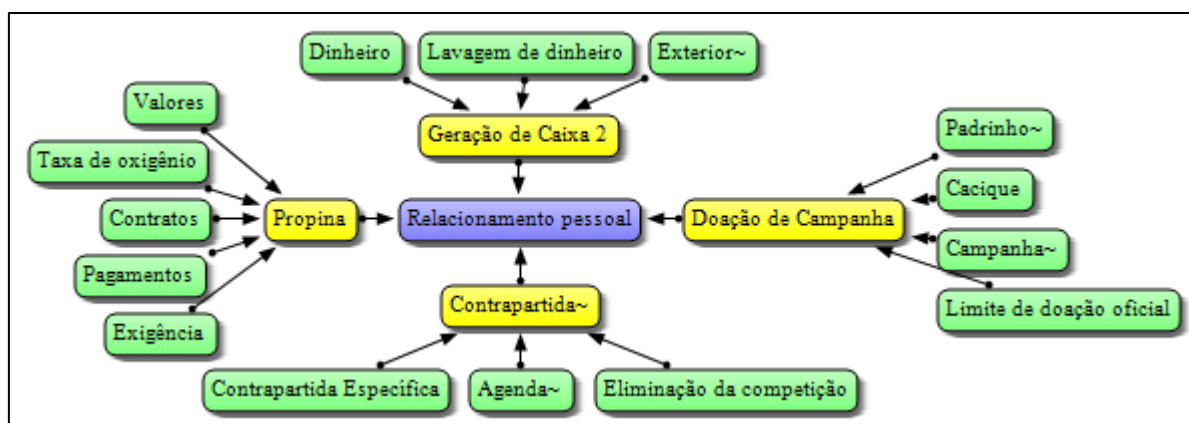 Dinheiro
Lavagem de dinheiro
Exterior~
Valores
Geração de Caixa 2
Padrinho~
Taxa de oxigênio
Cacique
Contratos
Propina
Relacionamento pessoal
Doação de Campanha
Campanha~
Pagamentos
Contrapartida~
Limite de doação oficial
Exigência
Contrapartida Específica
Agenda~
Eliminação da competição